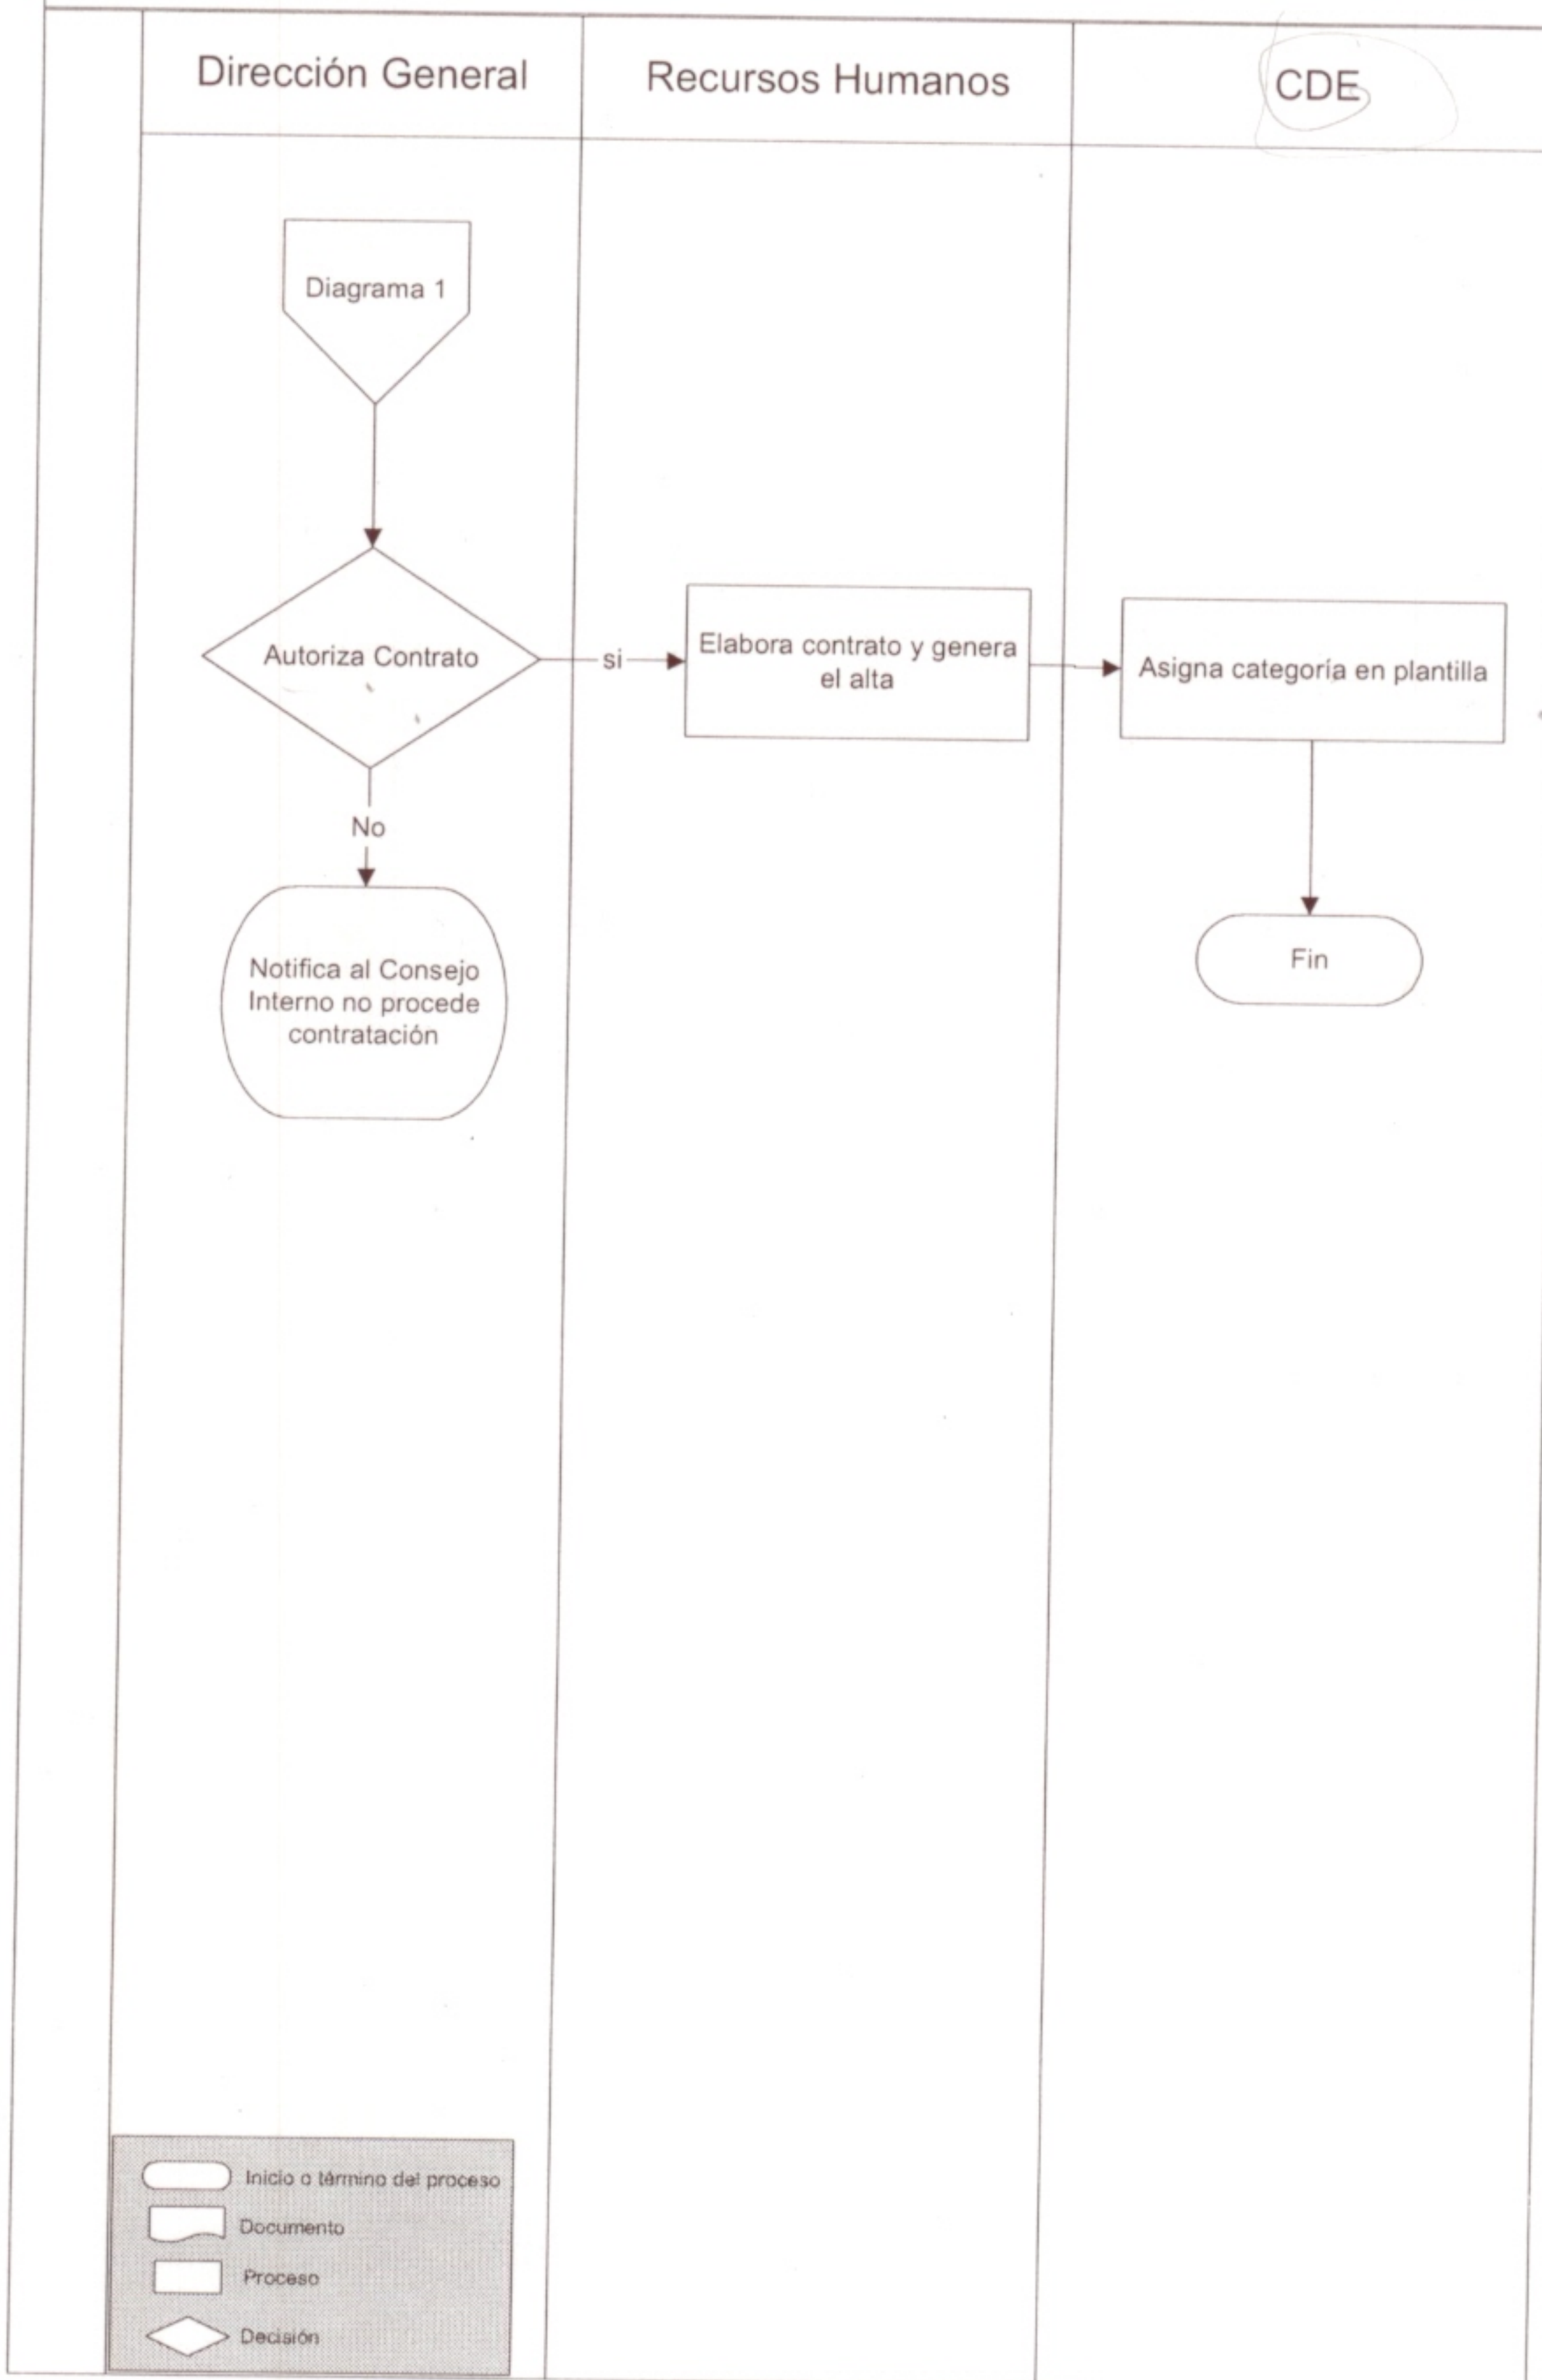 Dirección General
Recursos Humanos
CDE
Diagrama 1
Autoriza Contrato
si
Elabora contrato y genera
el alta
Asigna categoría en plantilla
No
Notifica al Consejo
Interno no procede
contratación
Fin
Inicio o término del proceso
Documento
Proceso
Decisión